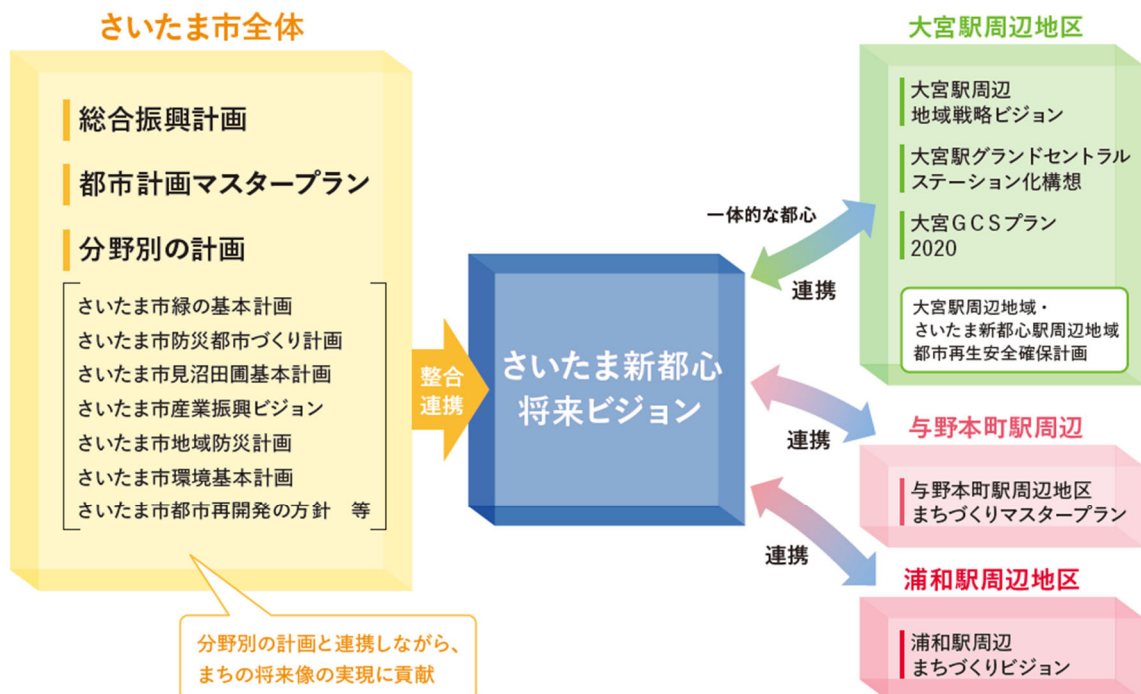 さいたま市全体
総合振興計画
都市計画マスタープラン
分野別の計画
さいたま市緑の基本計画
さいたま市防災都市づくり計画
さいたま市見沼田圃基本計画
さいたま市産業振興ビジョン
さいたま市地域防災計画
さいたま市環境基本計画
さいたま市都市再開発の方針 等
分野別の計画と連携しながら、
まちの将来像の実現に貢献
整合
連携
さいたま新都心
将来ビジョン
一体的な都心
連携
連携
連携
大宮駅周辺地区
大宮駅周辺
地域戦略ビジョン
大宮駅グランドセントラル
ステーション化構想
大宮GCSプラン
2020
大宮駅周辺地域・
さいたま新都心駅周辺地域
都市再生安全確保計画
与野本町駅周辺
与野本町駅周辺地区
まちづくりマスタープラン
浦和駅周辺地区
浦和駅周辺
まちづくりビジョン